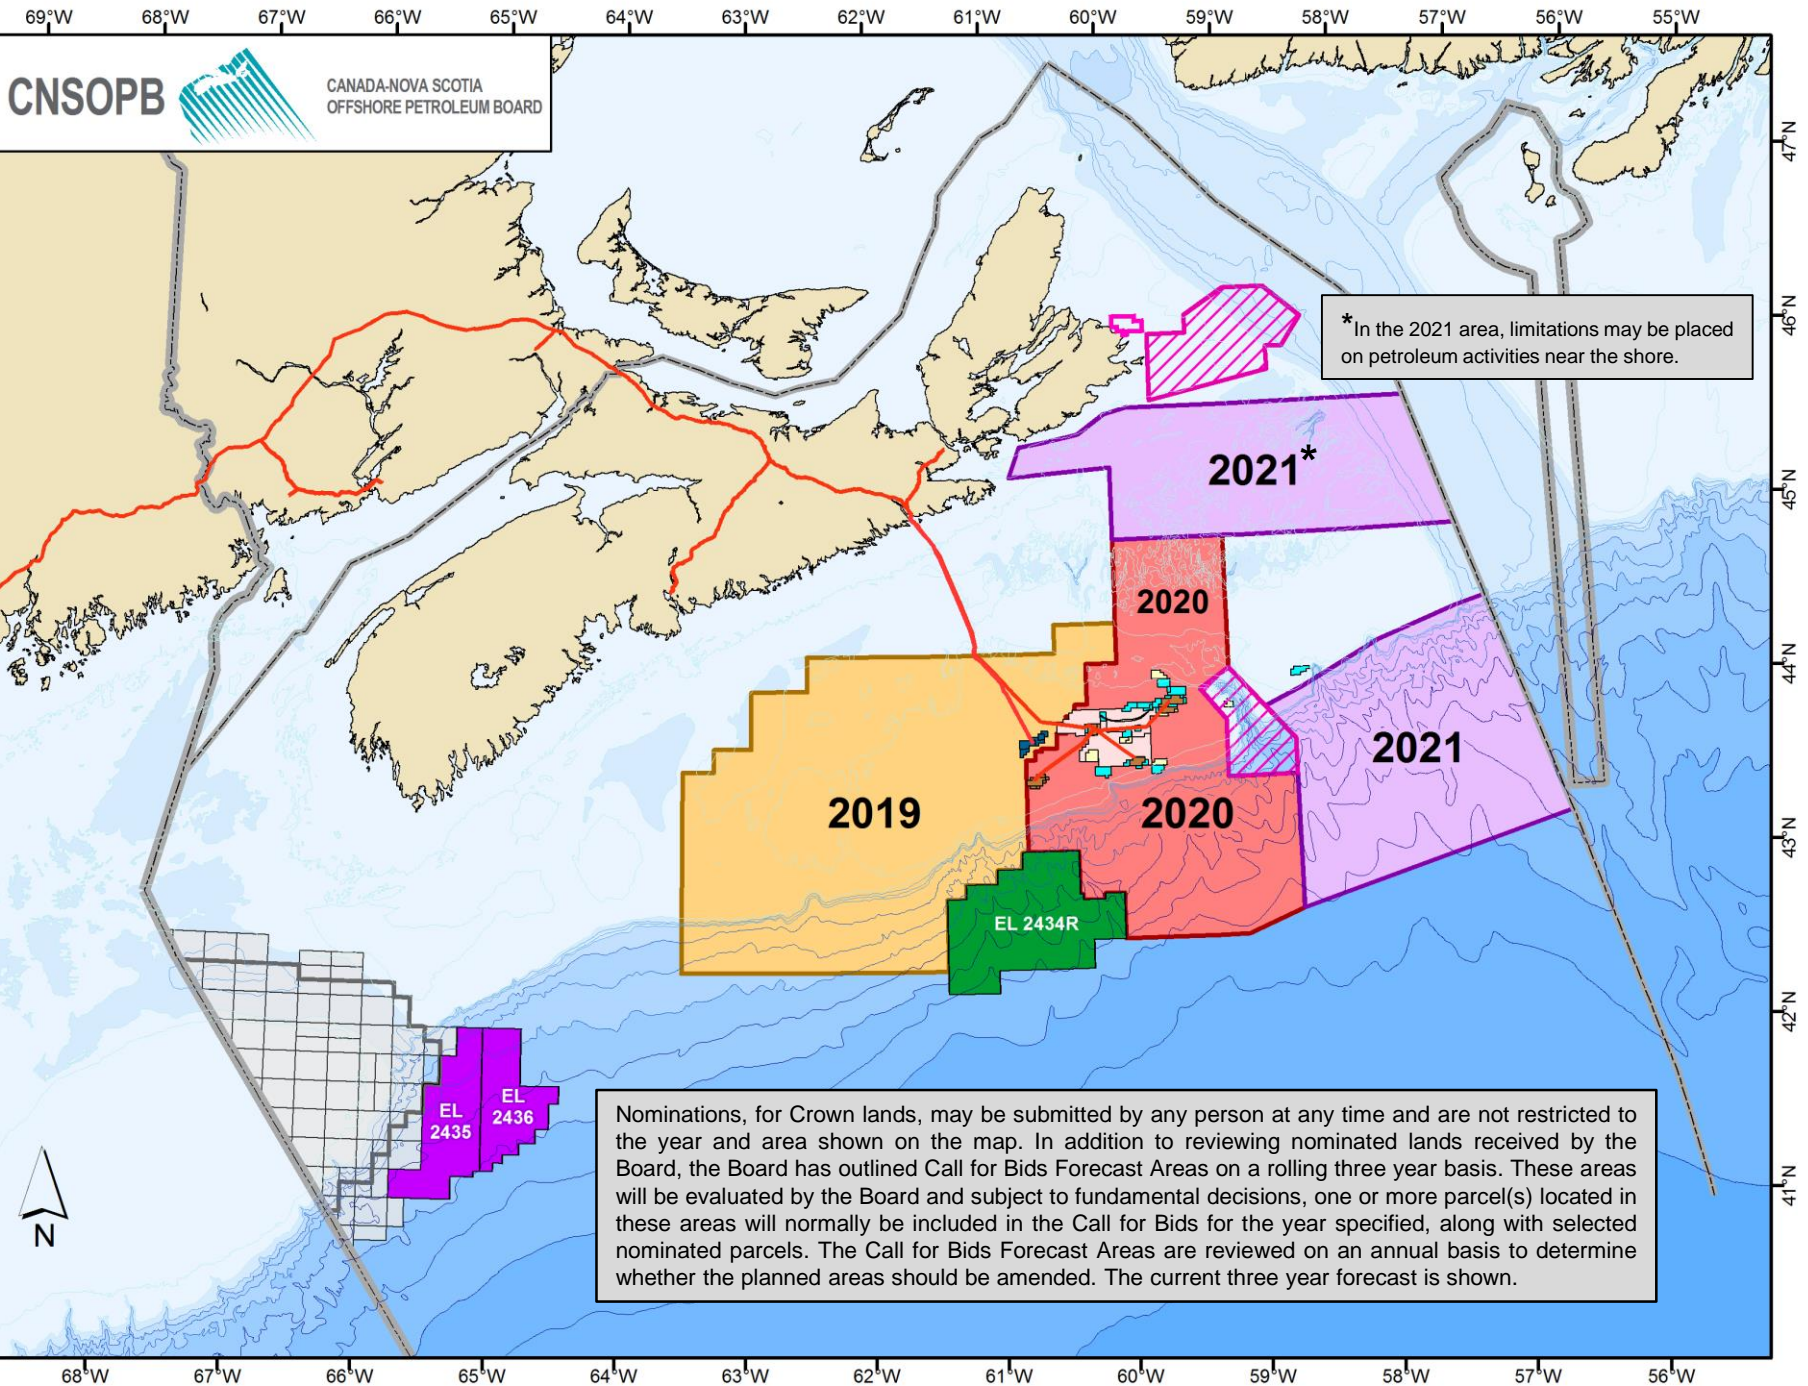 69°W 68°W 67°W 66°W 65°W 64°W 63°W 62°W 61°W 60°W 59°W 58°W 57°W 56°W 55°W
CNSOPB
CANADA-NOVA SCOTIA
OFFSHORE PETROLEUM BOARD
47°N
46°N
*In the 2021 area, limitations may be placed
on petroleum activities near the shore.
2021*
45°N
2020
44°N
2021
2019
2020
43°N
EL 2434R
42°N
EL
2435
EL
2436
41°N
Nominations, for Crown lands, may be submitted by any person at any time and are not restricted to
the year and area shown on the map. In addition to reviewing nominated lands received by the
Board, the Board has outlined Call for Bids Forecast Areas on a rolling three year basis. These areas
will be evaluated by the Board and subject to fundamental decisions, one or more parcel(s) located in
these areas will normally be included in the Call for Bids for the year specified, along with selected
nominated parcels. The Call for Bids Forecast Areas are reviewed on an annual basis to determine
whether the planned areas should be amended. The current three year forecast is shown.
N
68°W 67°W 66°W 65°W 64°W 63°W 62°W 61°W 60°W 59°W 58°W 57°W 56°W